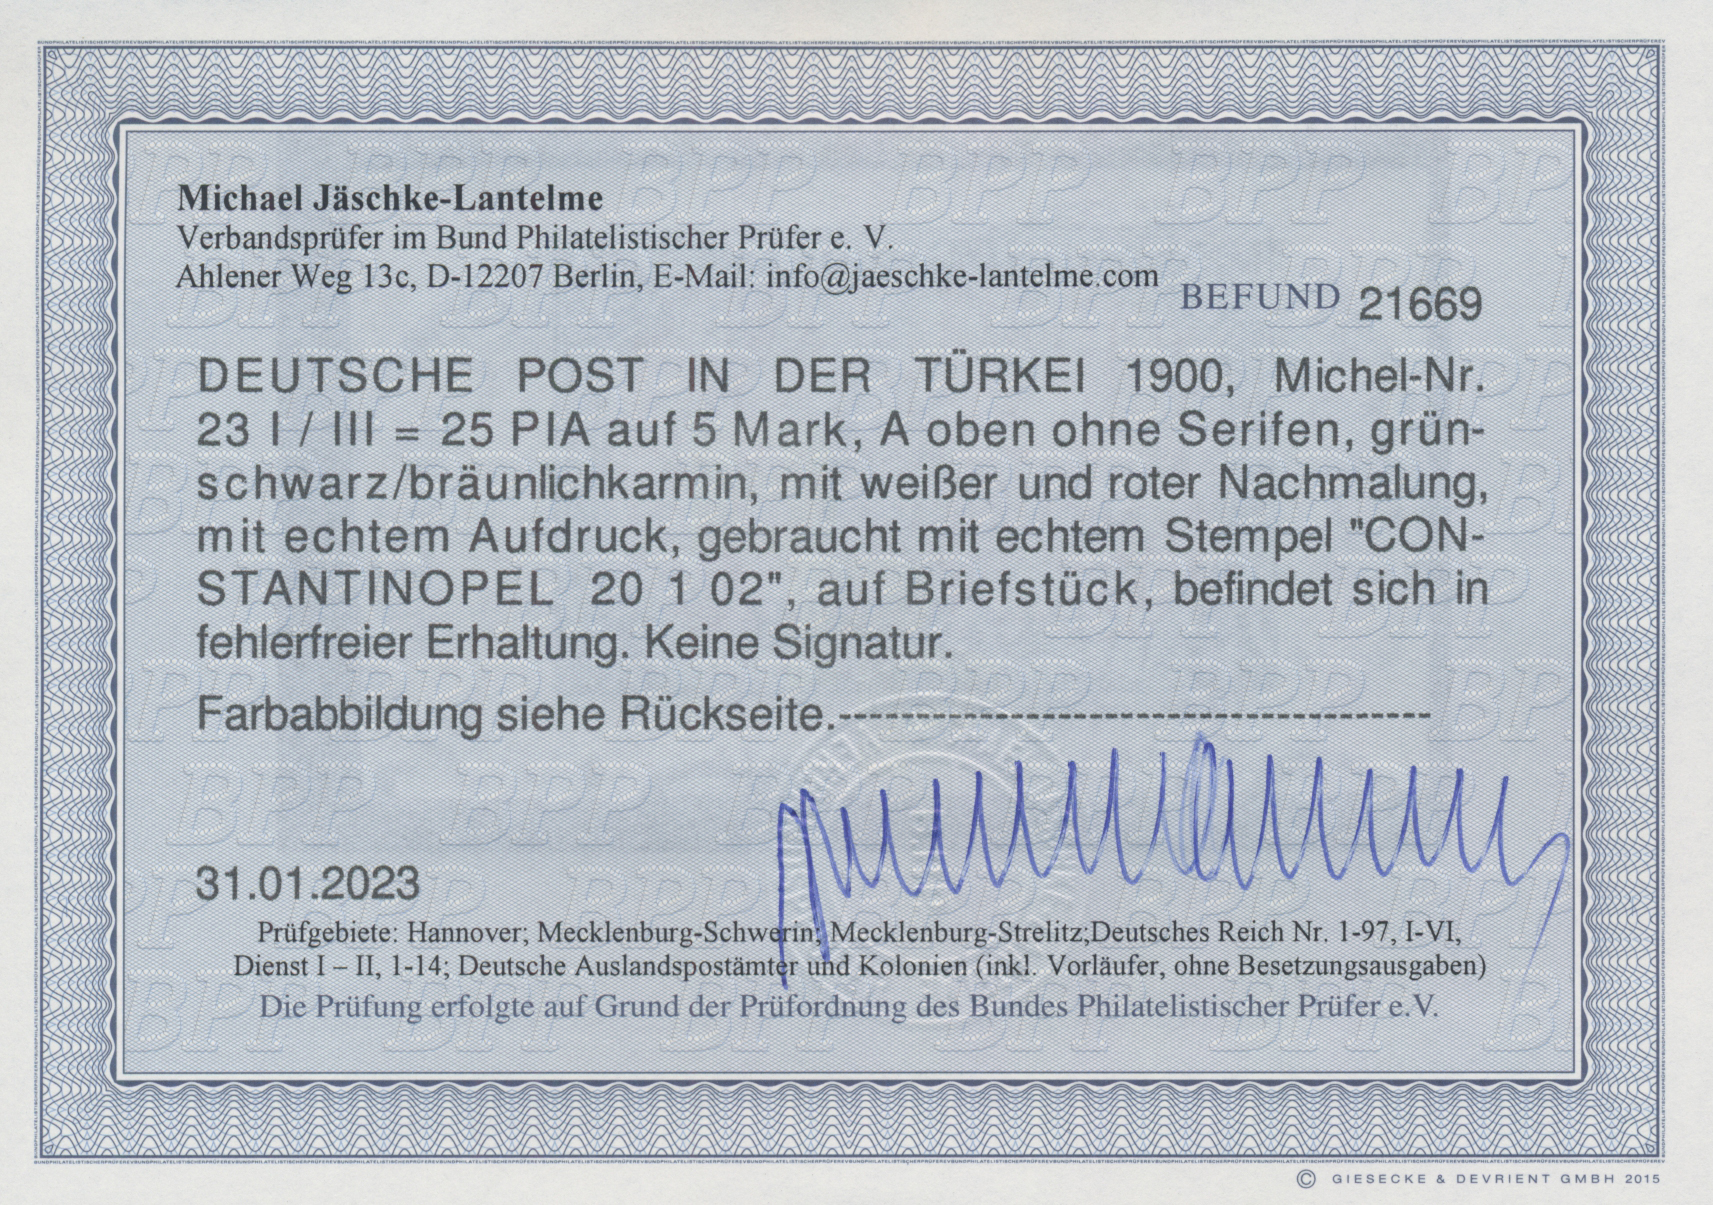 Michael Jäschke-Lantelme
Verbandsprüfer im Bund Philatelistischer Prüfer e. V.
Ahlener Weg 13c, D-12207 Berlin, E-Mail: info@jaeschke-lantelme.com
BEFUND 21669
DEUTSCHE POST IN DER TÜRKEI 1900, Michel-Nr.
23 I / III = 25 PIA auf 5 Mark, A oben ohne Serifen, grün-
schwarz/bräunlichkarmin, mit weißer und roter Nachmalung,
mit echtem Aufdruck, gebraucht mit echtem Stempel "CON-
STANTINOPEL 20 1 02", auf Briefstück, befindet sich in
fehlerfreier Erhaltung. Keine Signatur.
Farbabbildung siehe Rückseite.--------------------------------------
31.01.2023
Prüfgebiete: Hannover; Mecklenburg-Schwerin; Mecklenburg-Strelitz;Deutsches Reich Nr. 1-97, I-VI,
Dienst I – II, 1-14; Deutsche Auslandspostämter und Kolonien (inkl. Vorläufer, ohne Besetzungsausgaben)
Die Prüfung erfolgte auf Grund der Prüfordnung des Bundes Philatelistischer Prüfer e.V.
© GIESECKE & DEVRIENT GMBH 2015